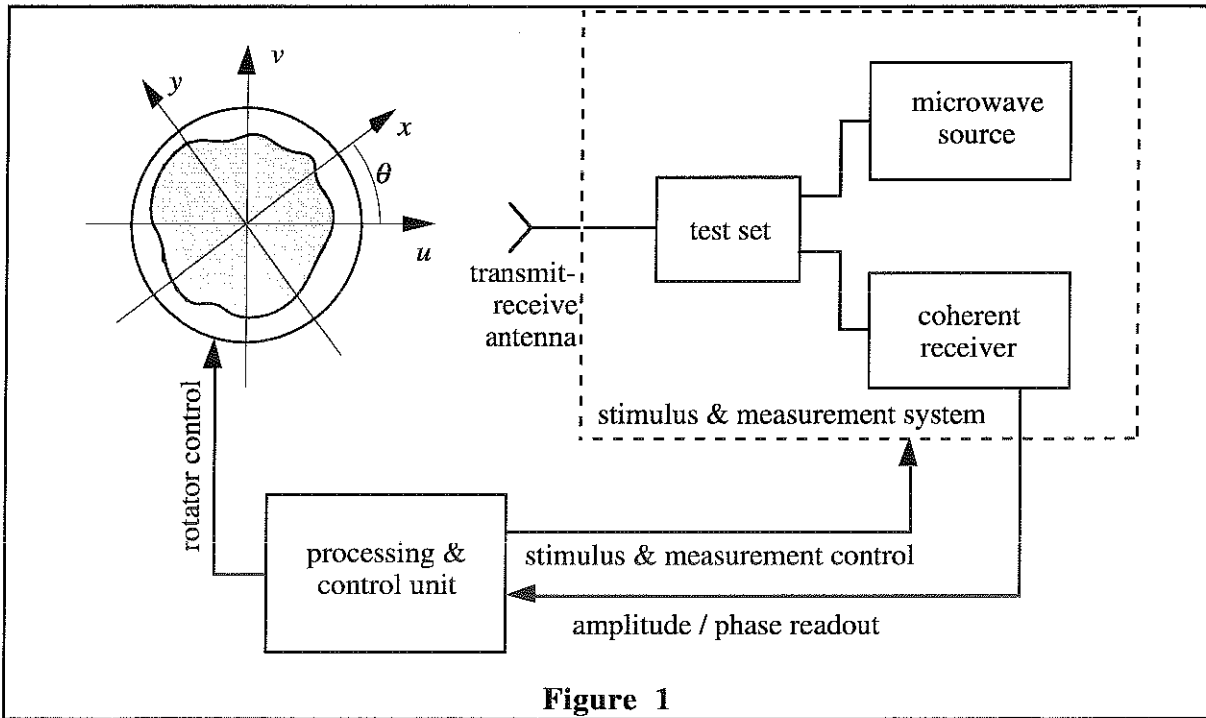 v
y
x
θ
u
microwave
source
test set
transmit-
receive
antenna
coherent
receiver
stimulus & measurement system
rotator control
processing &
control unit
stimulus & measurement control
amplitude / phase readout
Figure 1